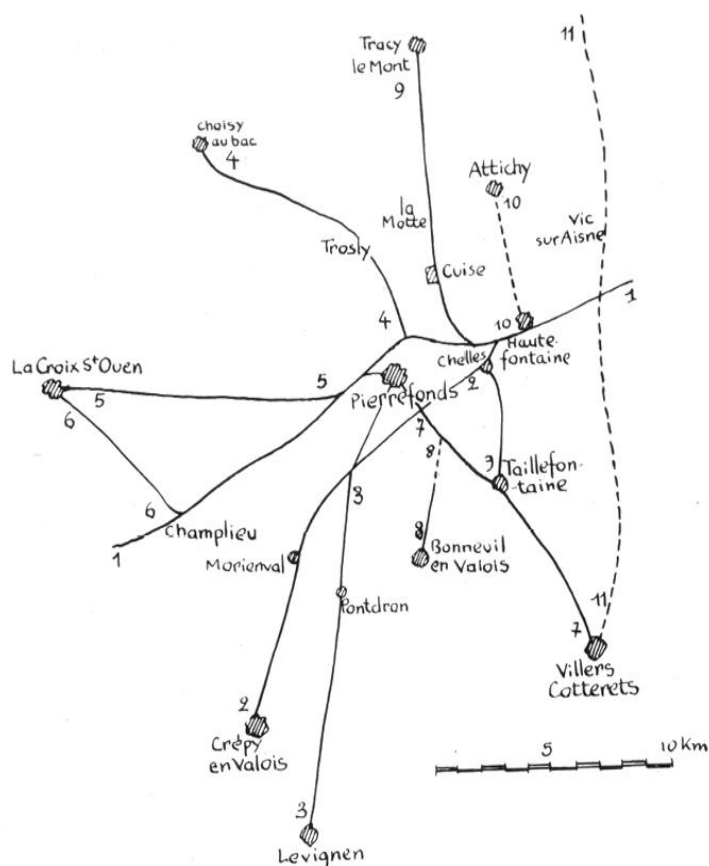 11
Tracy
le Mont
9
Choisy
au bac
4
Attichy
10
la
Motte
Vic
sur Aisne
Trosly
Cuise
1
4
10
Haute-
fontaine
Chelles
2
La Croix St Ouen
5
5
6
Pierrefonds
7
8
3
3
Taillefon-
taine
6
Champlieu
1
Morienval
8
Bonneuil
en Valois
Pontdron
11
7
Villers
Cotterets
2
Crépy
en Valois
5
10 Km
3
Levignen